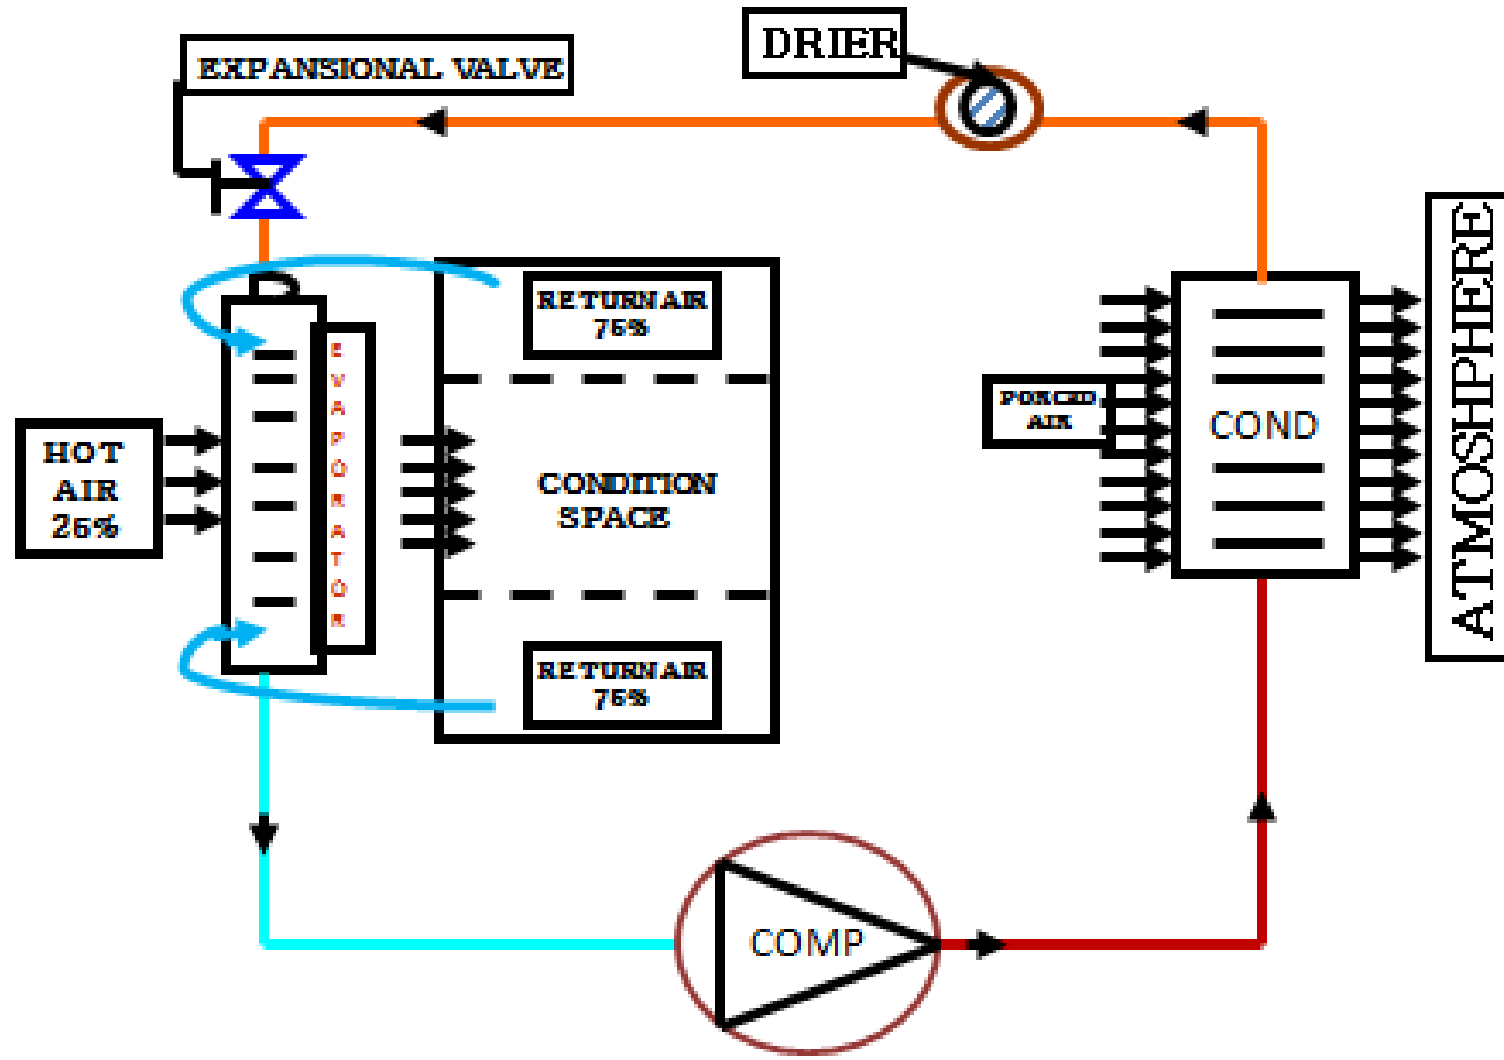 DRIER
EXPANSIONAL VALVE
RETURN AIR
75%
EVAPORATOR
HOT
AIR
25%
CONDITION
SPACE
RETURN AIR
75%
FORCED
AIR
COND
ATMOSHPHERE
COMP